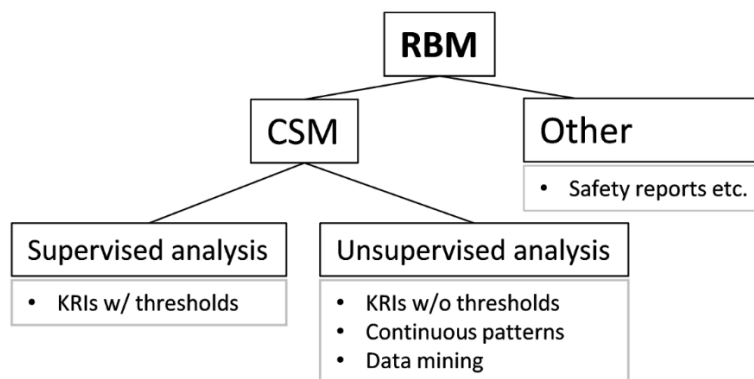 RBM
CSM
Other
• Safety reports etc.
Supervised analysis
• KRIs w/ thresholds
Unsupervised analysis
• KRIs w/o thresholds
• Continuous patterns
• Data mining